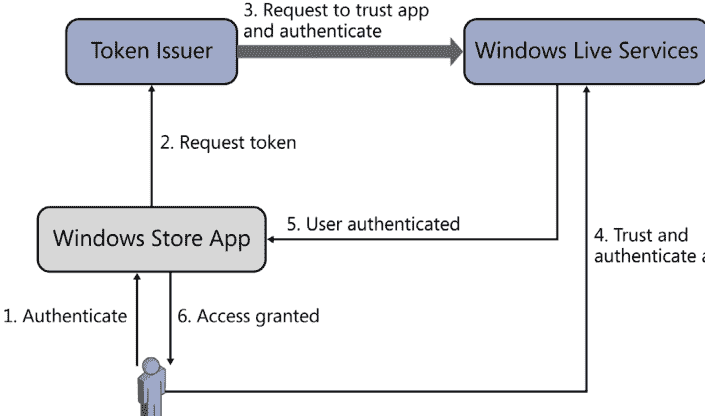 3. Request to trust app
and authenticate
Token Issuer
Windows Live Services
2. Request token
Windows Store App
5. User authenticated
4. Trust and
authenticate
1. Authenticate
6. Access granted